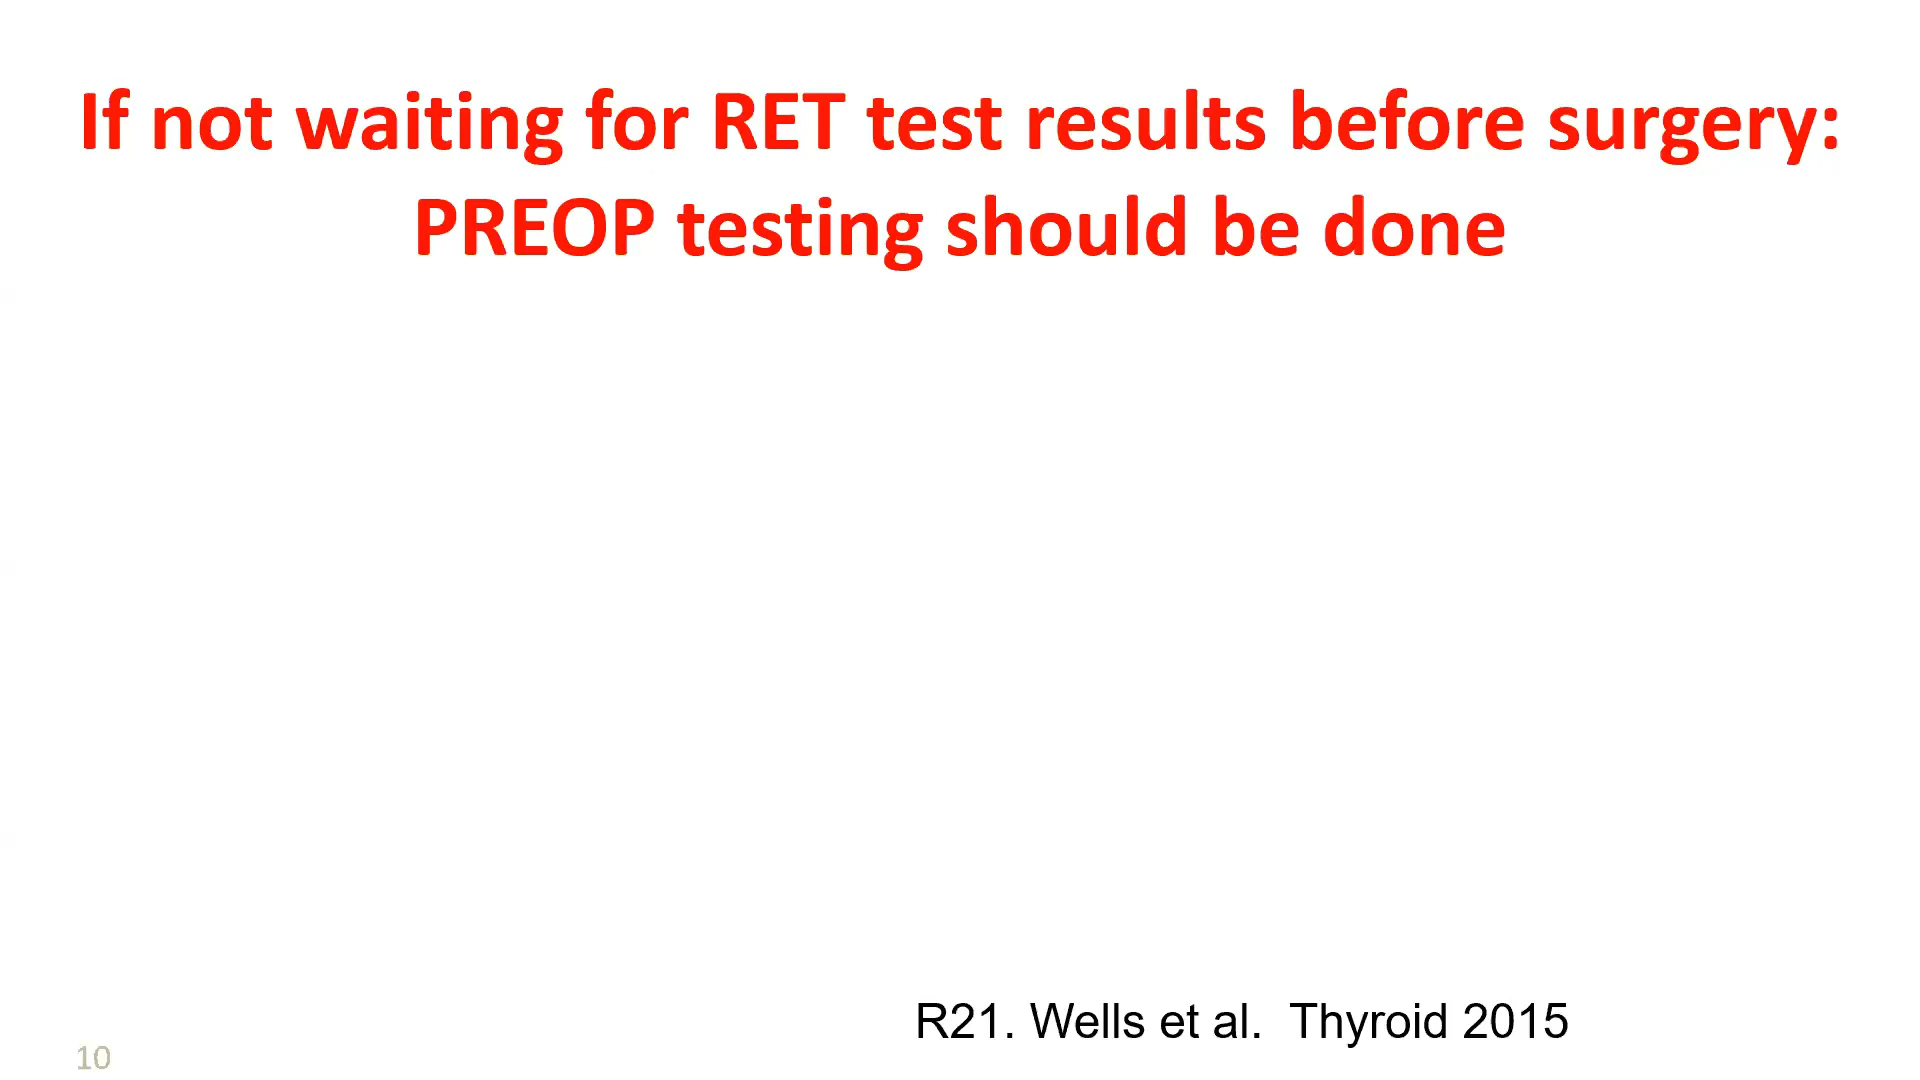 If not waiting for RET test results before surgery:
PREOP testing should be done
R21. Wells et al.  Thyroid 2015
10